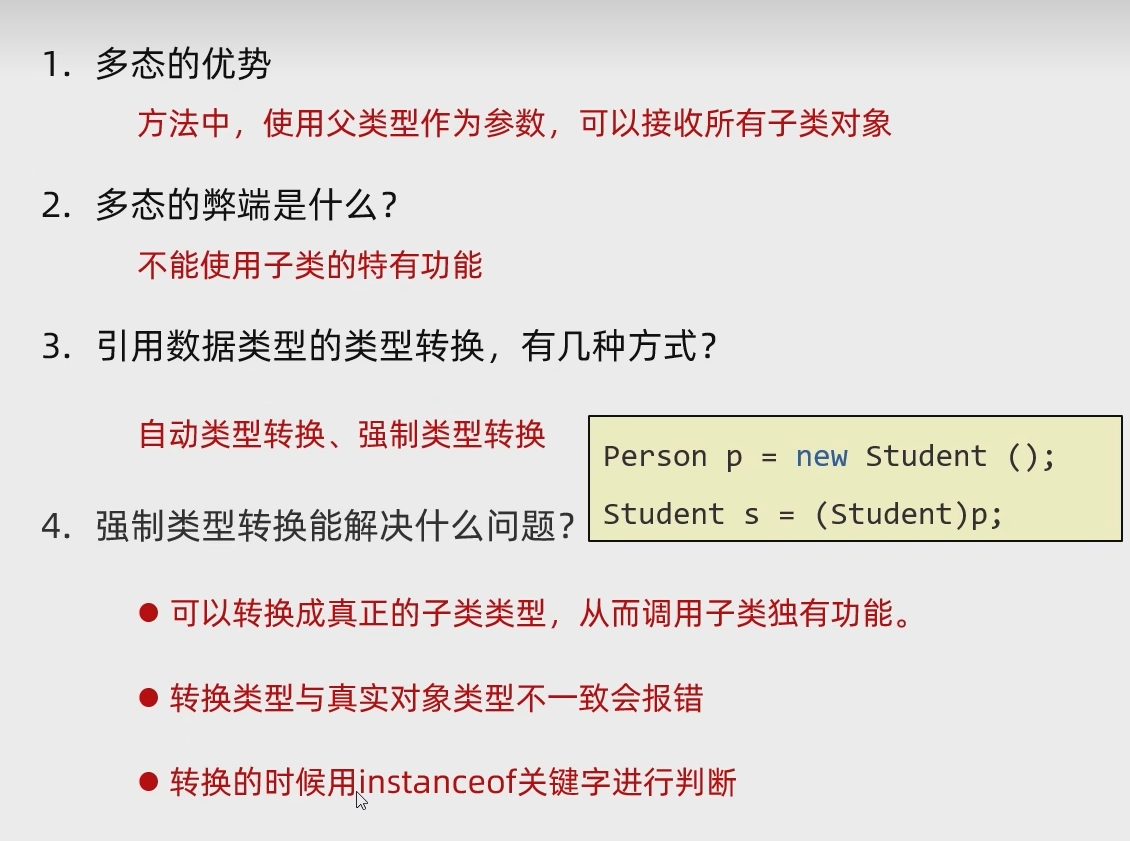 1. 多态的优势
方法中，使用父类型作为参数，可以接收所有子类对象
2. 多态的弊端是什么？
不能使用子类的特有功能
3. 引用数据类型的类型转换，有几种方式？
自动类型转换、强制类型转换
Person p = new Student ();
Student s = (Student)p;
4. 强制类型转换能解决什么问题？
● 可以转换成真正的子类类型，从而调用子类独有功能。
● 转换类型与真实对象类型不一致会报错
● 转换的时候用instanceof关键字进行判断